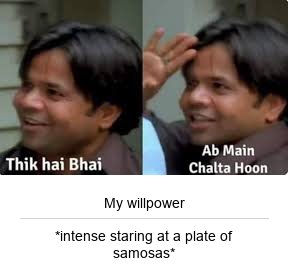 Thik hai Bhai
Ab Main
Chalta Hoon
My willpower
*intense staring at a plate of
samosas*